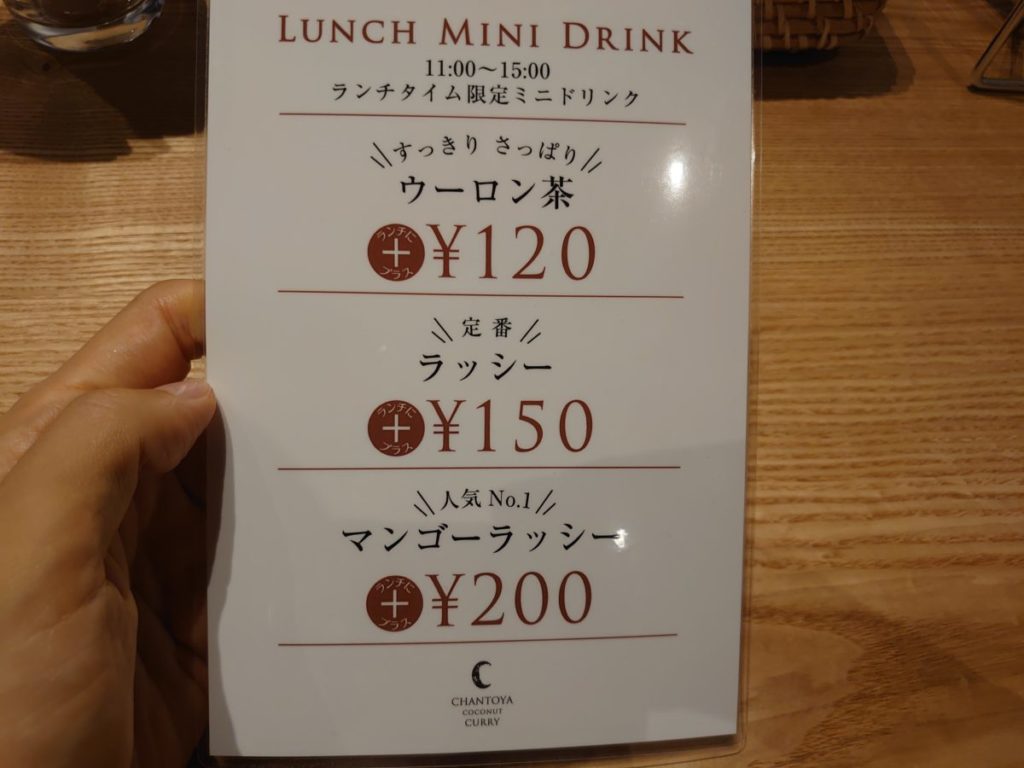 LUNCH MINI DRINK
11:00〜15:00
ランチタイム限定ミニドリンク
すっきり さっぱり
ウーロン茶
ランチに + プラス ¥120
定番
ラッシー
ランチに + プラス ¥150
人気 No.1
マンゴーラッシー
ランチに + プラス ¥200
CHANTOYA
COCONUT
CURRY